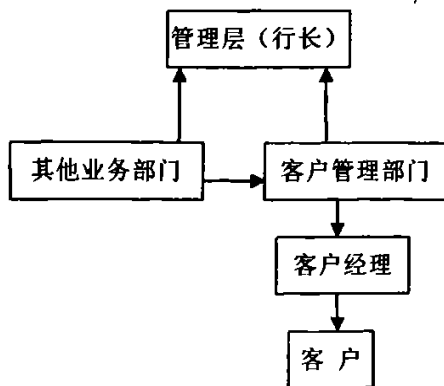 管理层（行长）
其他业务部门
客户管理部门
客户经理
客 户